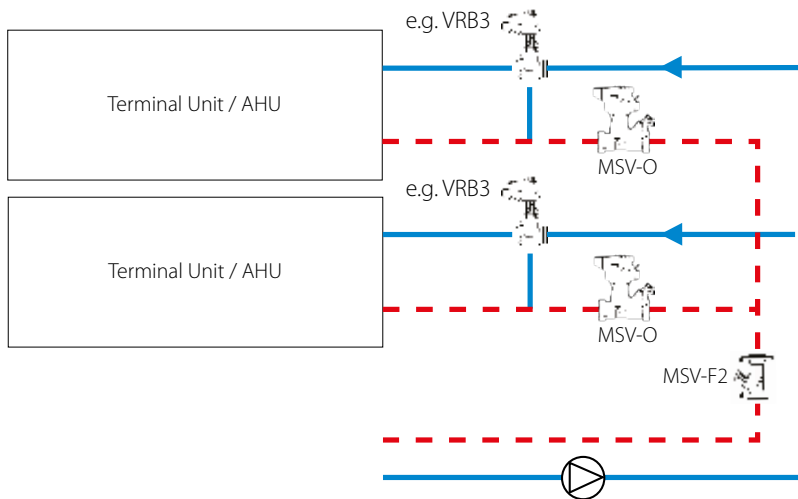 e.g. VRB3
Terminal Unit / AHU
MSV-O
e.g. VRB3
Terminal Unit / AHU
MSV-O
MSV-F2